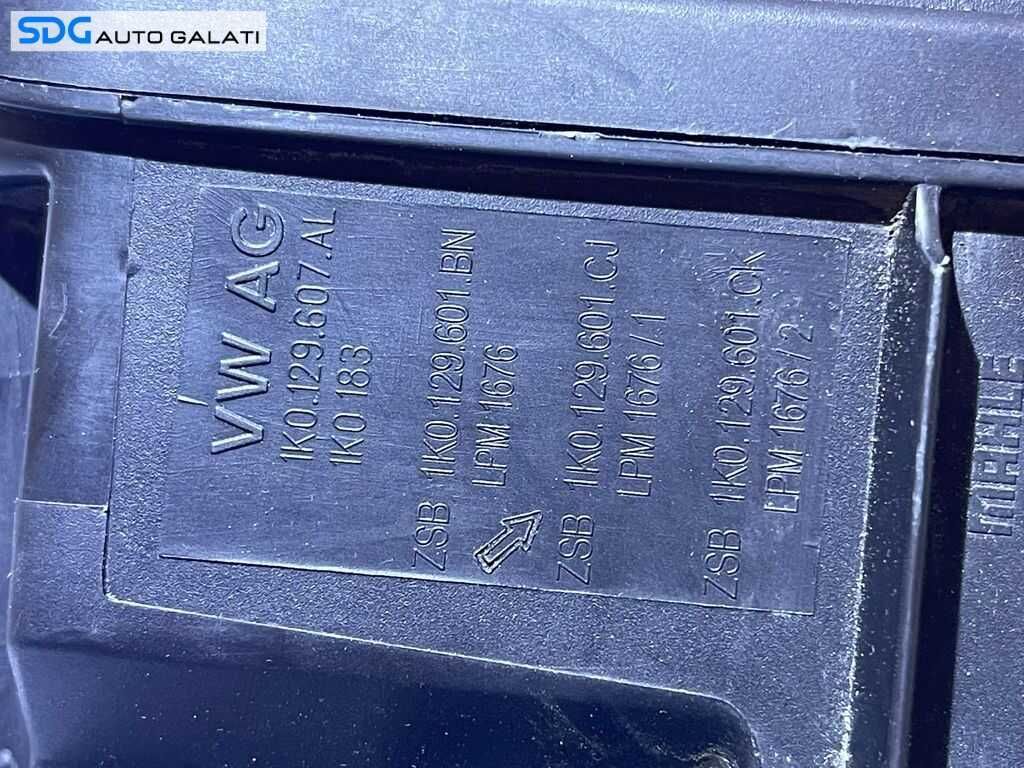 SDG AUTO GALATI
VW AG
1K0.129.607.AL
1K0 183
ZSB 1K0.129.601.BN
LPM 1676
ZSB 1K0.129.601.CJ
LPM 1676/1
ZSB 1K0.129.601.CK
LPM 1676/2
MAHLE